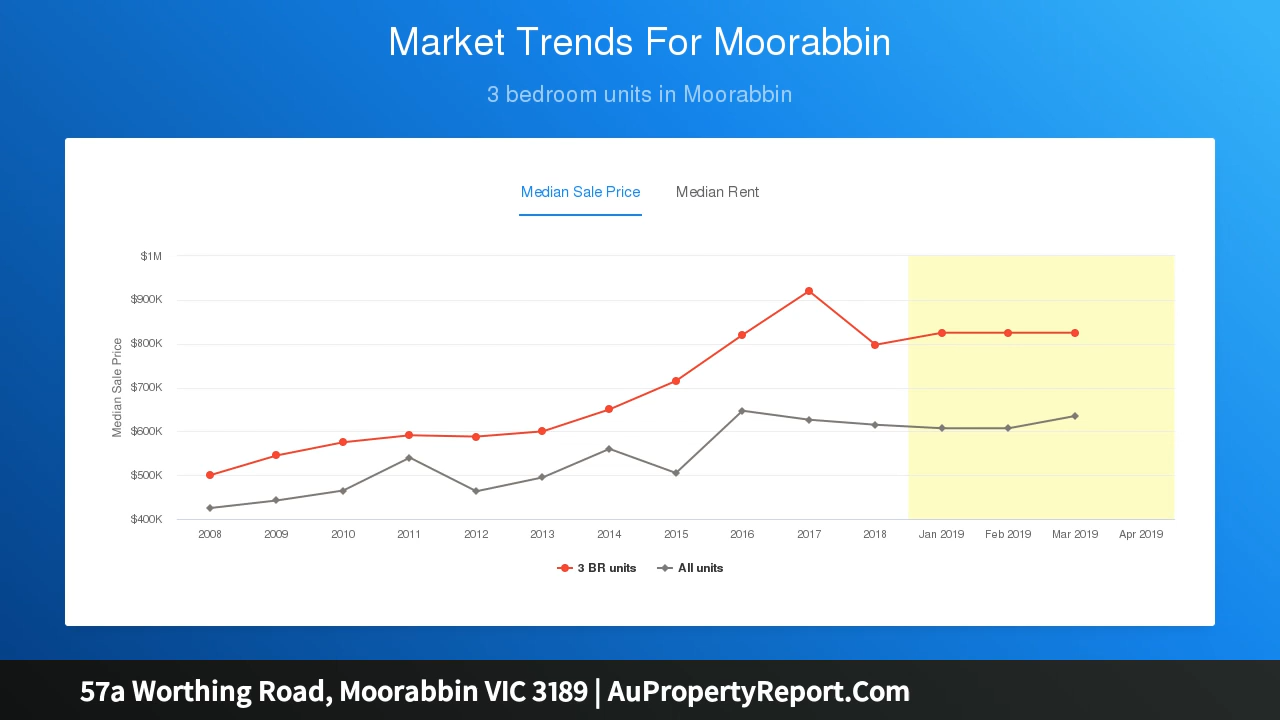 Market Trends For Moorabbin
3 bedroom units in Moorabbin
Median Sale Price Median Rent
Median Sale Price
$1M
$900K
$800K
$700K
$600K
$500K
$400K
2008 2009 2010 2011 2012 2013 2014 2015 2016 2017 2018 Jan 2019 Feb 2019 Mar 2019 Apr 2019
3 BR units All units
57a Worthing Road, Moorabbin VIC 3189 | AuPropertyReport.Com